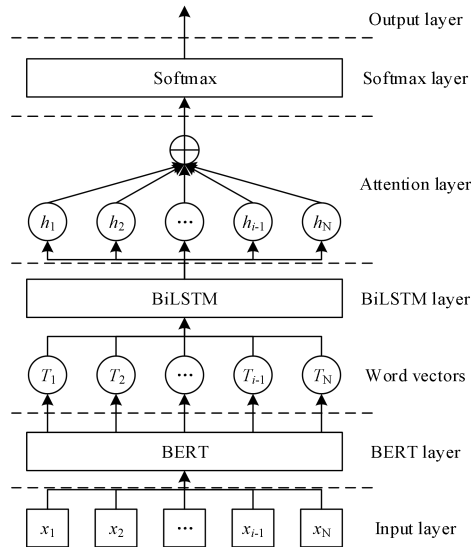 Output layer
Softmax Softmax layer
Attention layer
h1 h2 ... hi-1 hN
BiLSTM BiLSTM layer
T1 T2 ... Ti-1 TN Word vectors
BERT BERT layer
x1 x2 ... xi-1 xN Input layer